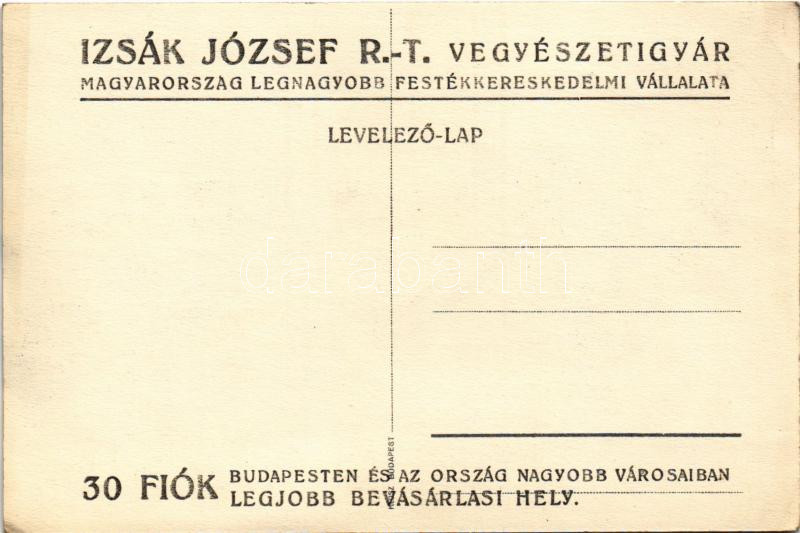 IZSÁK JÓZSEF R.-T. VEGYÉSZETIGYÁR
MAGYARORSZAG LEGNAGYOBB FESTÉKKERESKEDELMI VÁLLALATA
LEVELEZŐ-LAP
darabanth
BUDAPEST
30 FIÓK BUDAPESTEN ÉS AZ ORSZÁG NAGYOBB VÁROSAIBAN
LEGJOBB BEVÁSÁRLASI HELY.